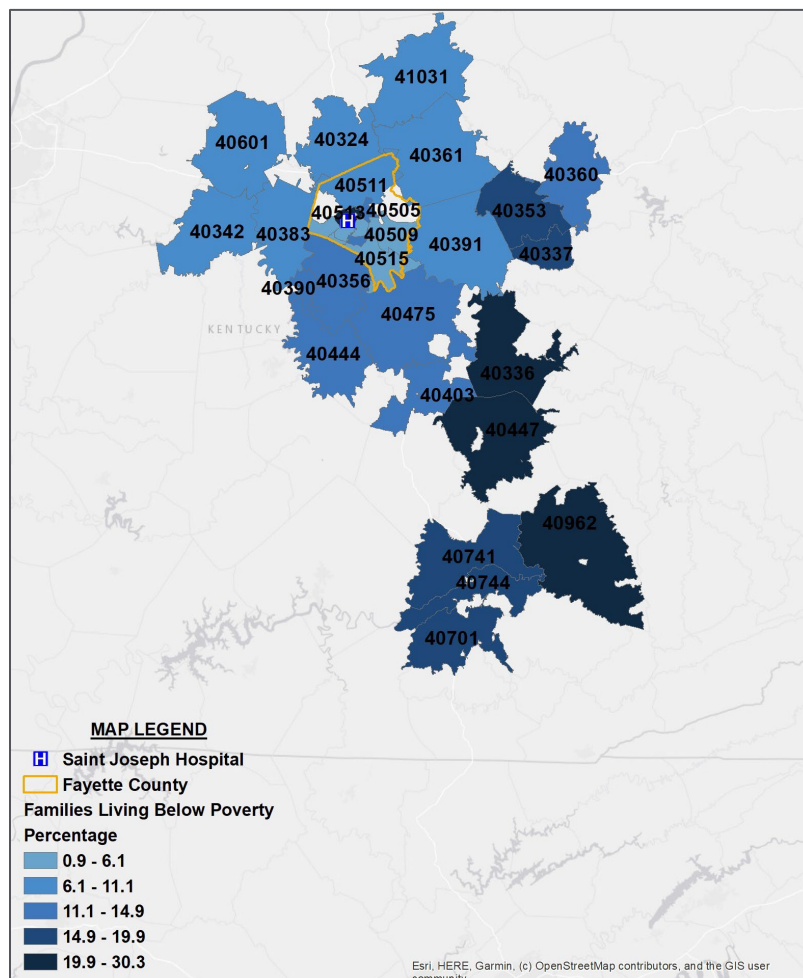 41031
40601
40324
40361
40360
40511
40353
40513
40505
40342
40383
40509
40391
40337
40515
40390
40356
40475
KENTUCKY
40444
40336
40403
40447
40962
40741
40744
40701
MAP LEGEND
H Saint Joseph Hospital
Fayette County
Families Living Below Poverty
Percentage
0.9 - 6.1
6.1 - 11.1
11.1 - 14.9
14.9 - 19.9
19.9 - 30.3
Esri, HERE, Garmin, (c) OpenStreetMap contributors, and the GIS user
community